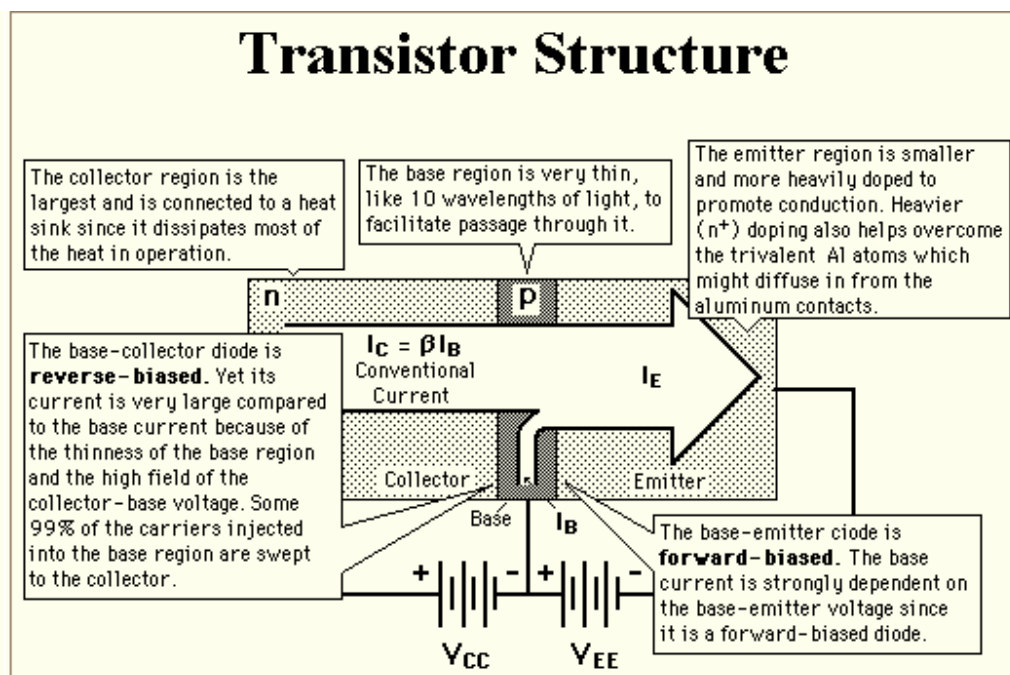 Transistor Structure
The collector region is the
largest and is connected to a heat
sink since it dissipates most of
the heat in operation.
The base region is very thin,
like 10 wavelengths of light, to
facilitate passage through it.
The emitter region is smaller
and more heavily doped to
promote conduction. Heavier
(n⁺) doping also helps overcome
the trivalent Al atoms which
might diffuse in from the
aluminum contacts.
n
p
The base-collector diode is
reverse-biased. Yet its
current is very large compared
to the base current because of
the thinness of the base region
and the high field of the
collector-base voltage. Some
99% of the carriers injected
into the base region are swept
to the collector.
I_C = βI_B
Conventional
Current
I_E
Collector
Emitter
Base
I_B
The base-emitter ciode is
forward-biased. The base
current is strongly dependent on
the base-emitter voltage since
it is a forward-biased diode.
+ - + -
V_CC
V_EE